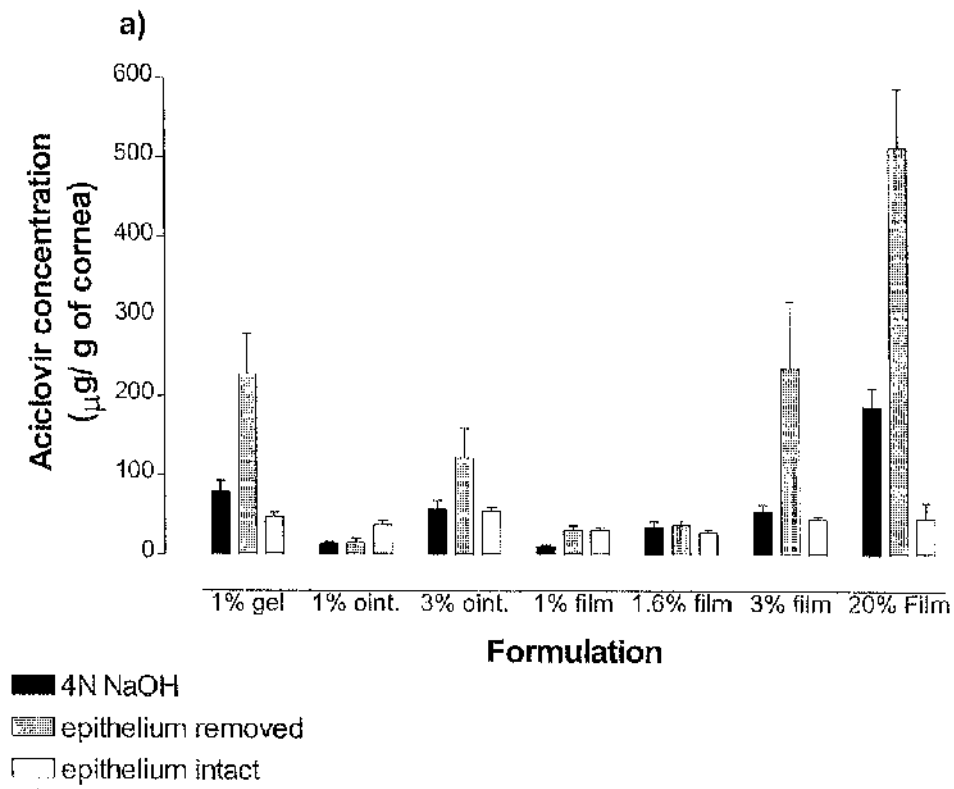 a)
600
500
400
300
200
100
0
Aciclovir concentration
(μg/ g of cornea)
1% gel 1% oint. 3% oint. 1% film 1.6% film 3% film 20% Film
Formulation
4N NaOH
epithelium removed
epithelium intact